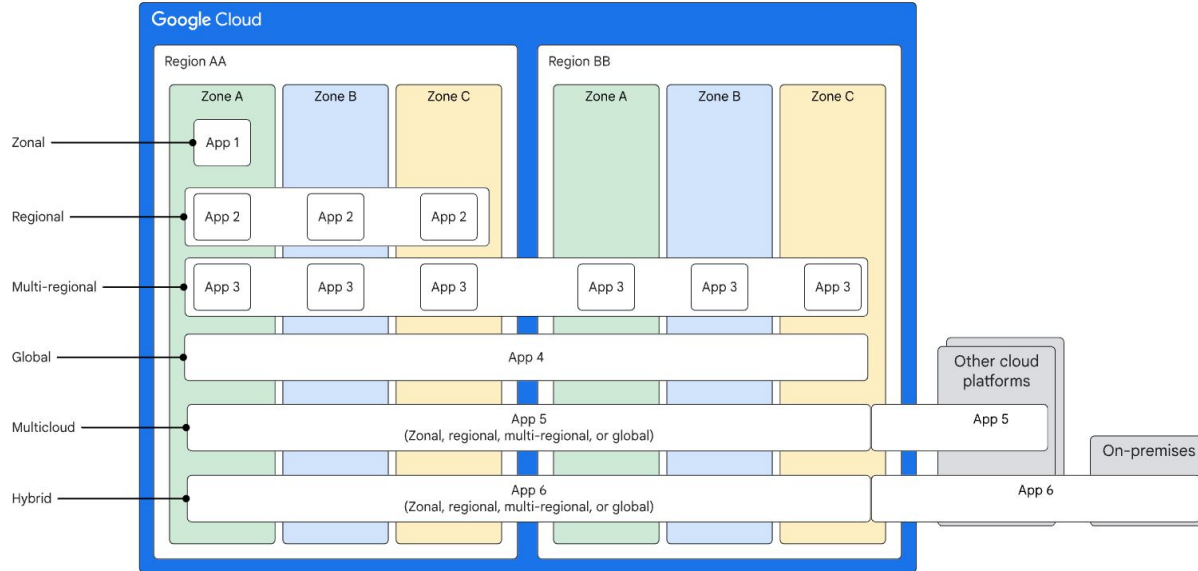 Google Cloud
Region AA
Region BB
Zone A
Zone B
Zone C
Zone A
Zone B
Zone C
Zonal
App 1
Regional
App 2
App 2
App 2
Multi-regional
App 3
App 3
App 3
App 3
App 3
App 3
Global
App 4
Other cloud
platforms
Multicloud
App 5
(Zonal, regional, multi-regional, or global)
App 5
On-premises
Hybrid
App 6
(Zonal, regional, multi-regional, or global)
App 6